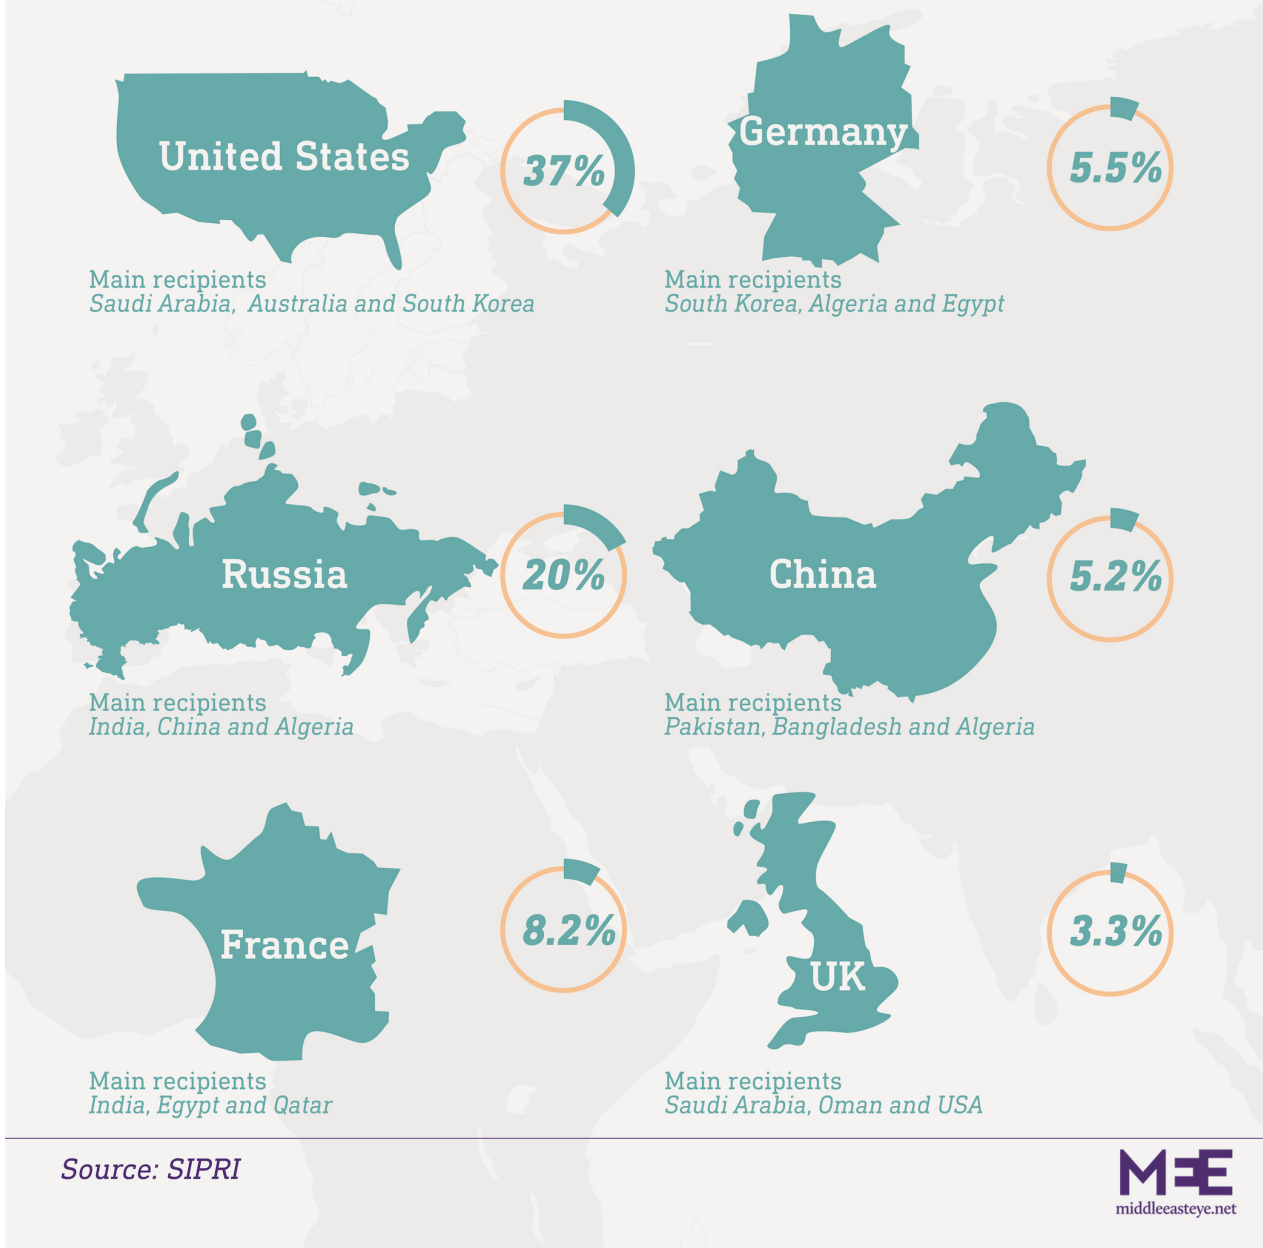 United States
37%
Main recipients
Saudi Arabia, Australia and South Korea
Germany
5.5%
Main recipients
South Korea, Algeria and Egypt
Russia
20%
Main recipients
India, China and Algeria
China
5.2%
Main recipients
Pakistan, Bangladesh and Algeria
France
8.2%
Main recipients
India, Egypt and Qatar
UK
3.3%
Main recipients
Saudi Arabia, Oman and USA
Source: SIPRI
MEE
middleeasteye.net